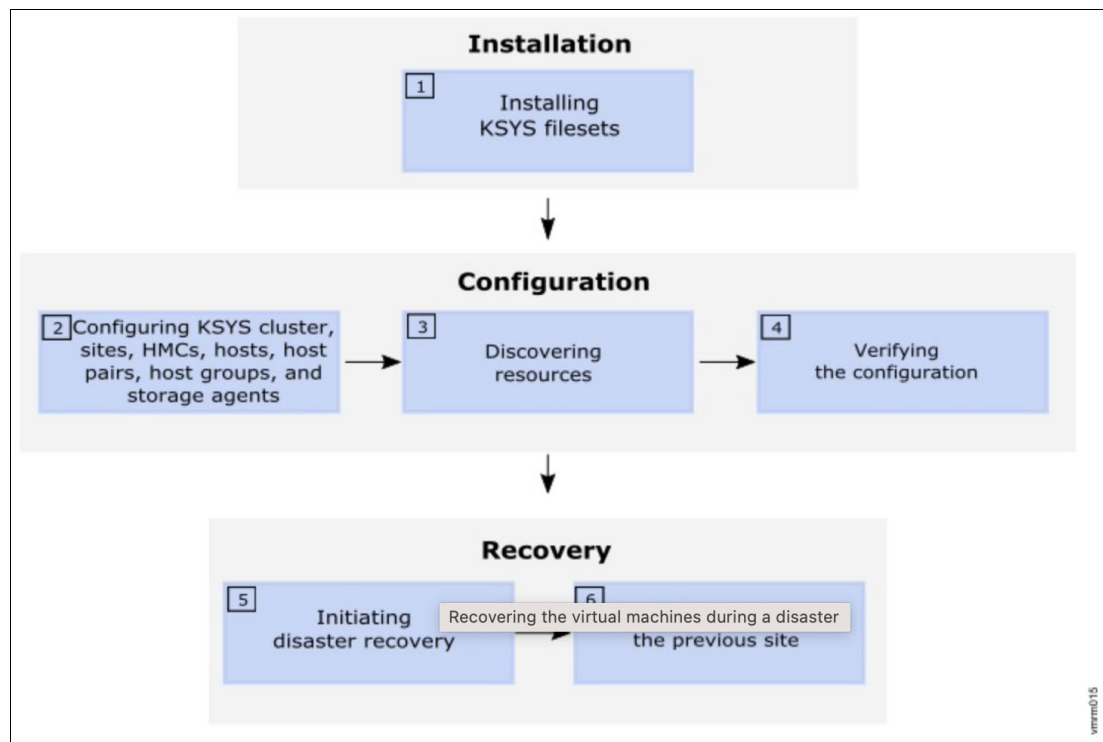 Installation
1
Installing
KSYS filesets
Configuration
2
Configuring KSYS cluster,
sites, HMCs, hosts, host
pairs, host groups, and
storage agents
3
Discovering
resources
4
Verifying
the configuration
Recovery
5
Initiating
disaster recovery
6
Recovering the virtual machines during a disaster
the previous site
vmrm015